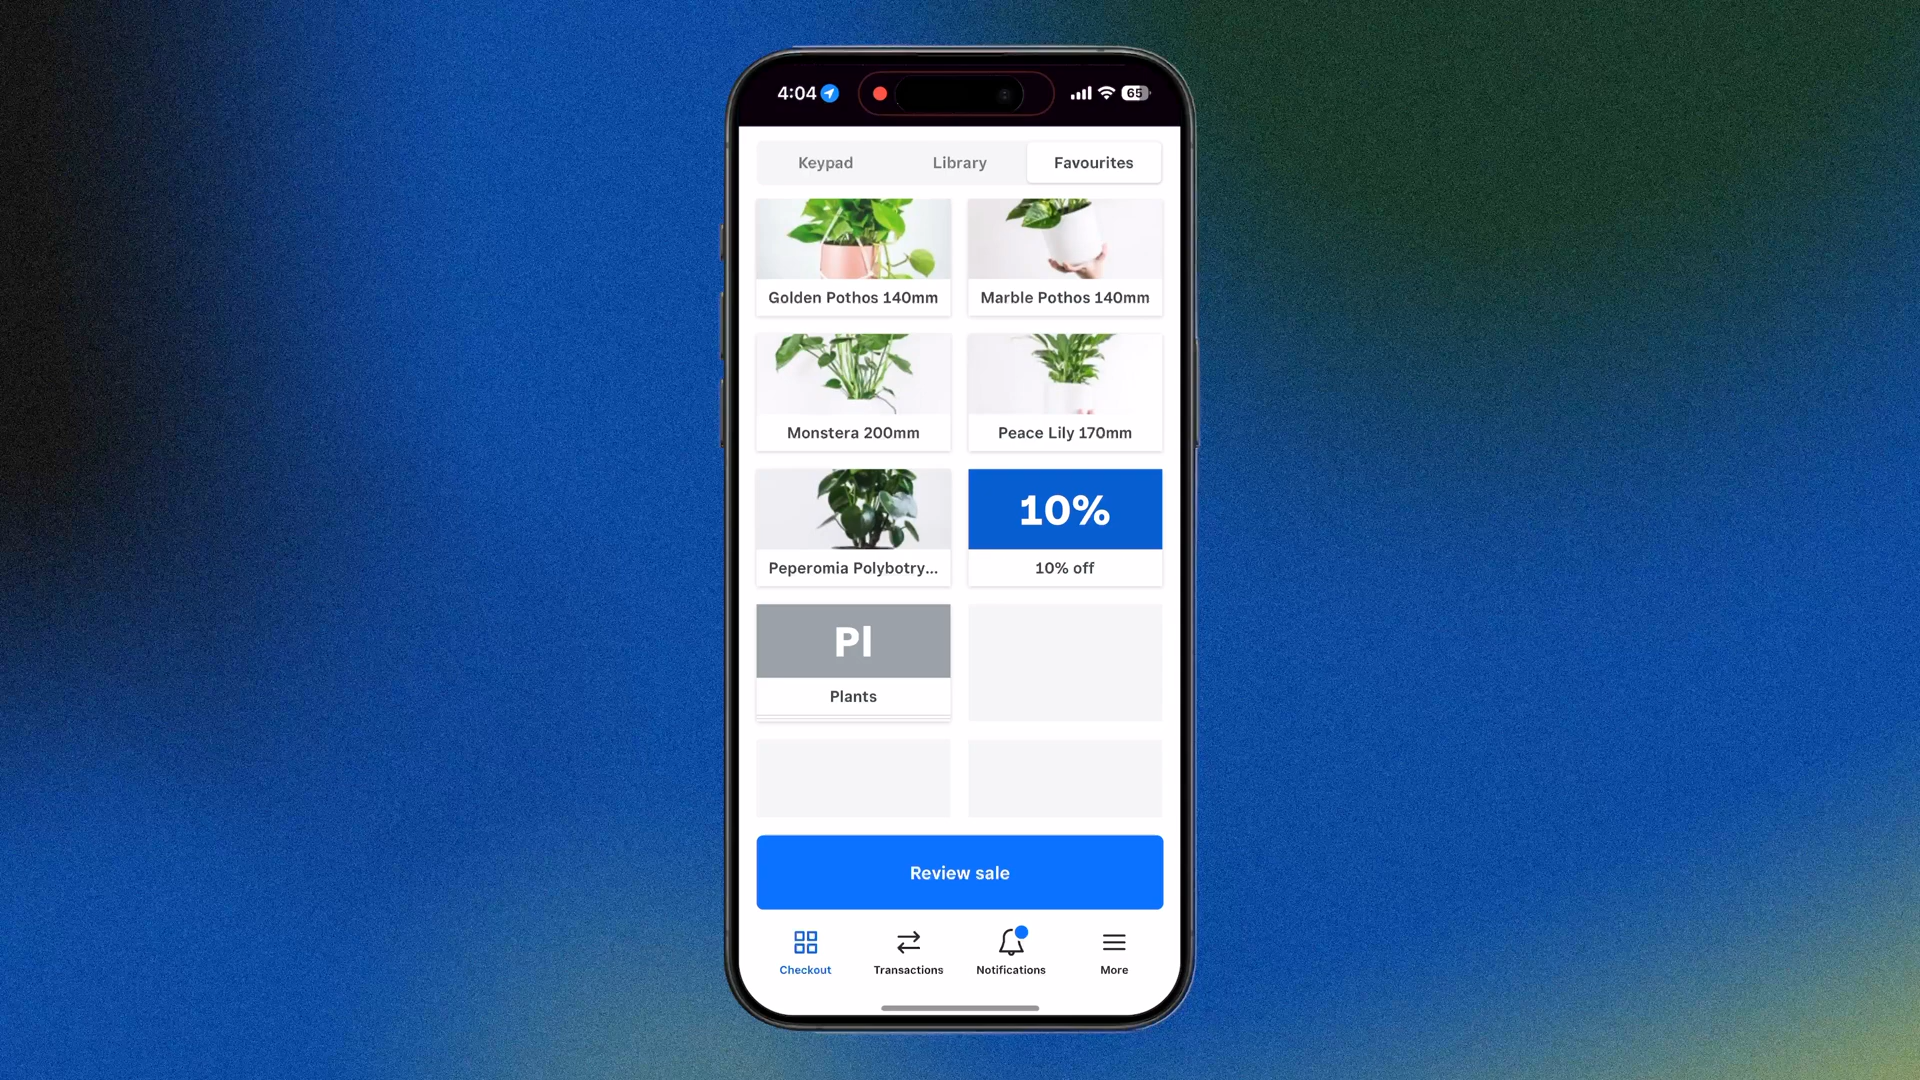 4:04
65
Keypad Library Favourites
Golden Pothos 140mm Marble Pothos 140mm
Monstera 200mm Peace Lily 170mm
10%
Peperomia Polybotry... 10% off
Pl
Plants
Review sale
Checkout Transactions Notifications More